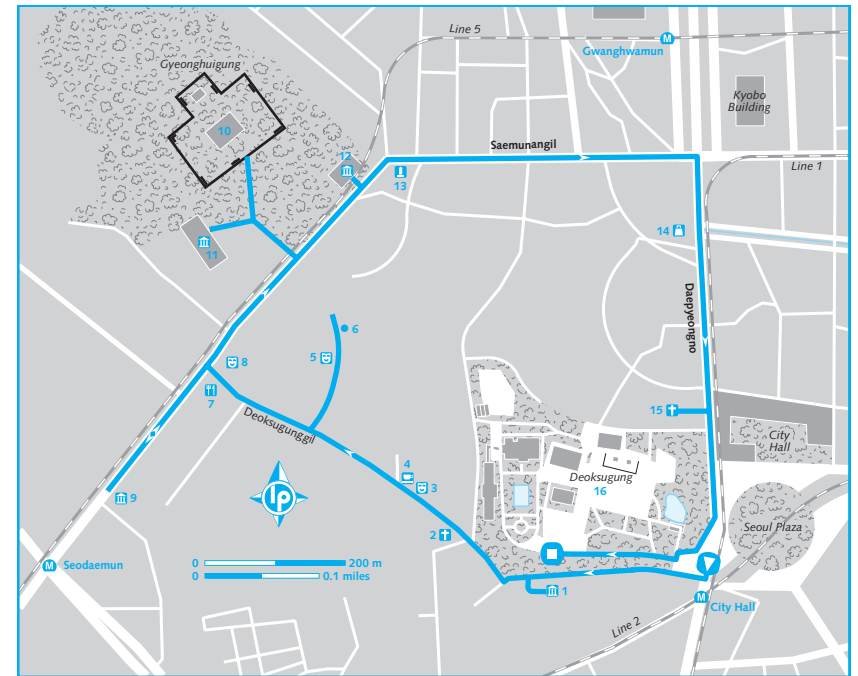 Line 5
Gwanghwamun
M
Gyeonghuigung
Kyobo
Building
10
12
Saemunangil
13
Line 1
14
11
Daepyeongno
6
5
8
7
15
Deoksugunggil
City
Hall
4
Deoksugung
16
3
9
lp
2
Seoul Plaza
0 200 m
0 0.1 miles
M Seodaemun
1
M
City Hall
Line 2